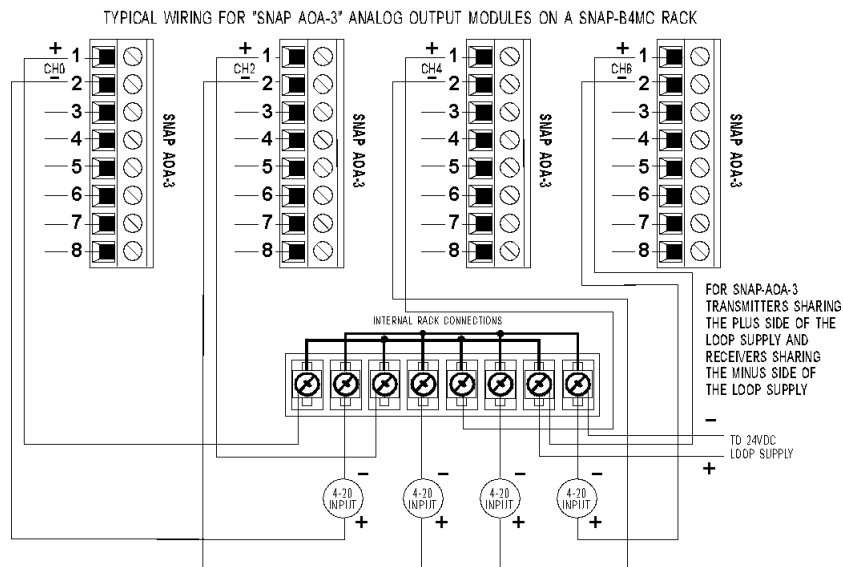 TYPICAL WIRING FOR "SNAP AOA-3" ANALOG OUTPUT MODULES ON A SNAP-B4MC RACK
+
CH0
-
1
2
3
4
5
6
7
8
SNAP AOA-3
+
CH2
-
1
2
3
4
5
6
7
8
SNAP AOA-3
+
CH4
-
1
2
3
4
5
6
7
8
SNAP AOA-3
+
CH6
-
1
2
3
4
5
6
7
8
SNAP AOA-3
FOR SNAP-AOA-3
TRANSMITTERS SHARING
THE PLUS SIDE OF THE
LOOP SUPPLY AND
RECEIVERS SHARING
THE MINUS SIDE OF
THE LOOP SUPPLY
INTERNAL RACK CONNECTIONS
-
TO 24VDC
LOOP SUPPLY
+
-
4-20
INPUT
+
-
4-20
INPUT
+
-
4-20
INPUT
+
-
4-20
INPUT
+